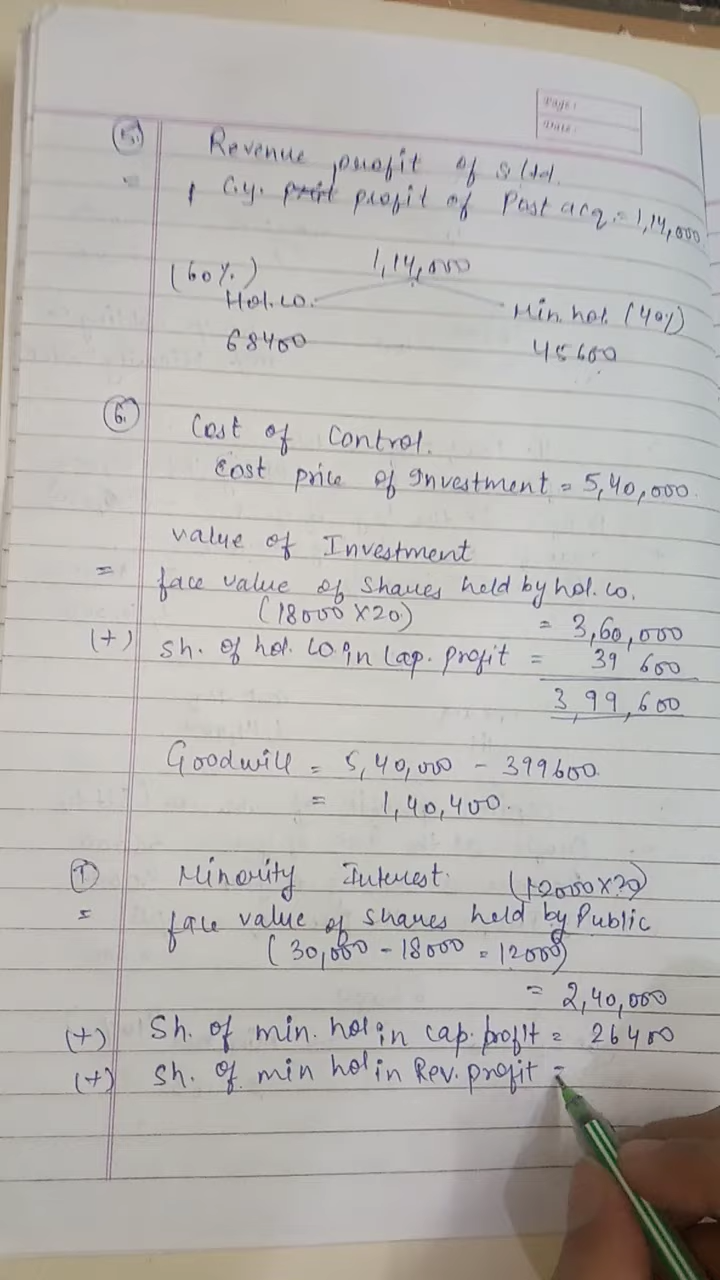 Page:
Date:
5. Revenue profit of S ltd.
= C.y. profit of Post acq = 1,14,000
1,14,000
(60%)
Hol. co.
Min. hol. (40%)
68400
45600
6. Cost of Control.
Cost price of Investment = 5,40,000.
Value of Investment
= face value of shares held by hol. co.
(18000 X 20) = 3,60,000
(+) Sh. of hol. co in Cap. profit = 39 600
3,99,600
Goodwill = 5,40,000 - 399600.
= 1,40,400.
7 Minority Interest. (12000 X 20)
= face value of shares held by Public
(30,000 - 18000 = 12000)
= 2,40,000
(+) Sh. of min. hol in cap. profit = 26400
(+) Sh. of min hol in Rev. profit =